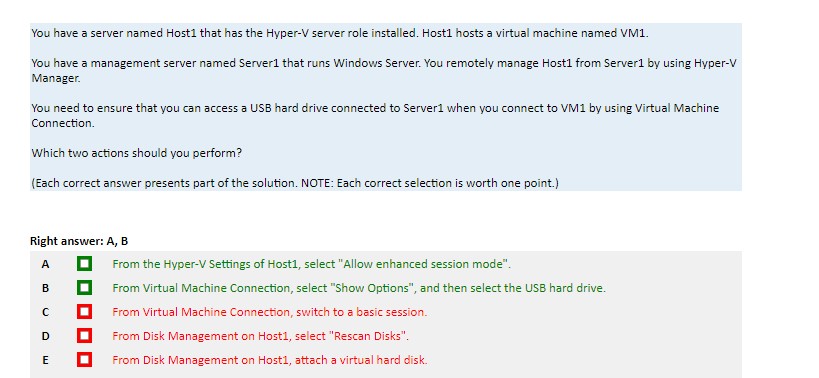 You have a server named Host1 that has the Hyper-V server role installed. Host1 hosts a virtual machine named VM1.
You have a management server named Server1 that runs Windows Server. You remotely manage Host1 from Server1 by using Hyper-V
Manager.
You need to ensure that you can access a USB hard drive connected to Server1 when you connect to VM1 by using Virtual Machine
Connection.
Which two actions should you perform?
(Each correct answer presents part of the solution. NOTE: Each correct selection is worth one point.)
Right answer: A, B
A From the Hyper-V Settings of Host1, select "Allow enhanced session mode".
B From Virtual Machine Connection, select "Show Options", and then select the USB hard drive.
C From Virtual Machine Connection, switch to a basic session.
D From Disk Management on Host1, select "Rescan Disks".
E From Disk Management on Host1, attach a virtual hard disk.